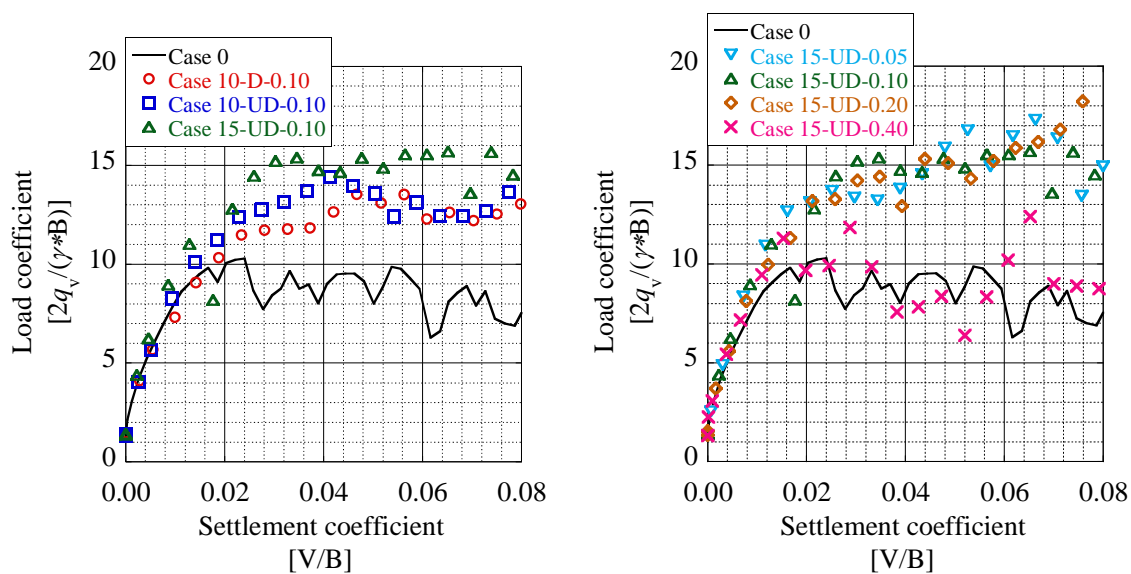 Case 0
Case 10-D-0.10
Case 10-UD-0.10
Case 15-UD-0.10
20
15
10
5
0
Load coefficient
[2qv/(γ*B)]
0.00 0.02 0.04 0.06 0.08
Settlement coefficient
[V/B]
Case 0
Case 15-UD-0.05
Case 15-UD-0.10
Case 15-UD-0.20
Case 15-UD-0.40
20
15
10
5
0
Load coefficient
[2qv/(γ*B)]
0.00 0.02 0.04 0.06 0.08
Settlement coefficient
[V/B]